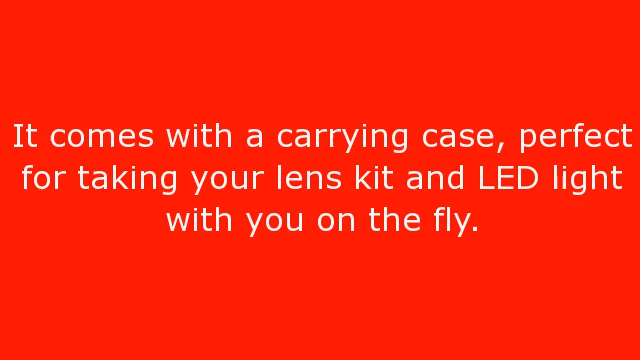 It comes with a carrying case, perfect
for taking your lens kit and LED light
with you on the fly.